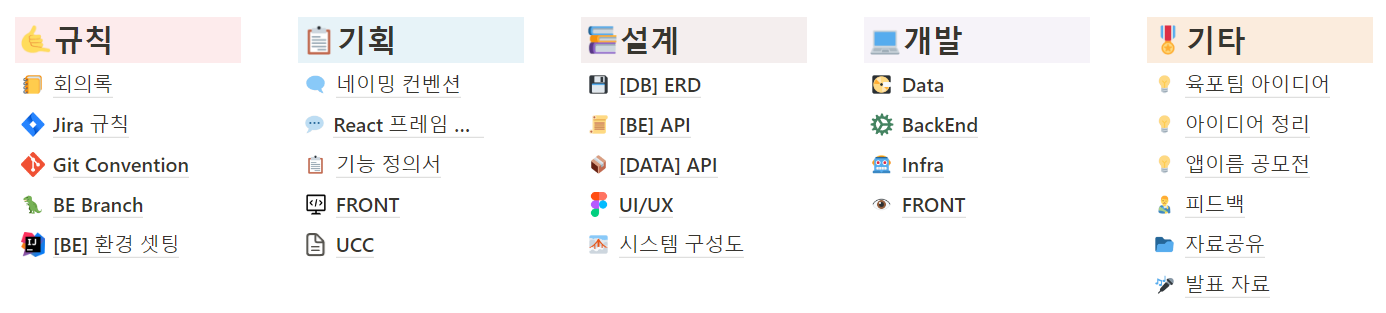 규칙
회의록
Jira 규칙
Git Convention
BE Branch
[BE] 환경 셋팅
기획
네이밍 컨벤션
React 프레임 ...
기능 정의서
FRONT
UCC
설계
[DB] ERD
[BE] API
[DATA] API
UI/UX
시스템 구성도
개발
Data
BackEnd
Infra
FRONT
기타
육포팀 아이디어
아이디어 정리
앱이름 공모전
피드백
자료공유
발표 자료